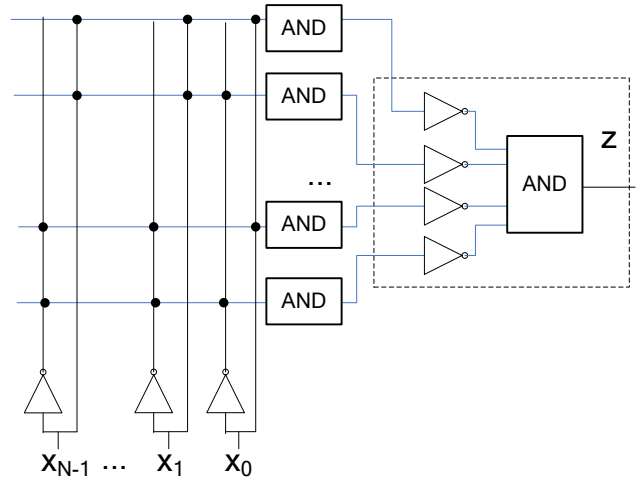 AND
AND
...
AND
AND
AND
Z
X_{N-1} ... X_1 X_0